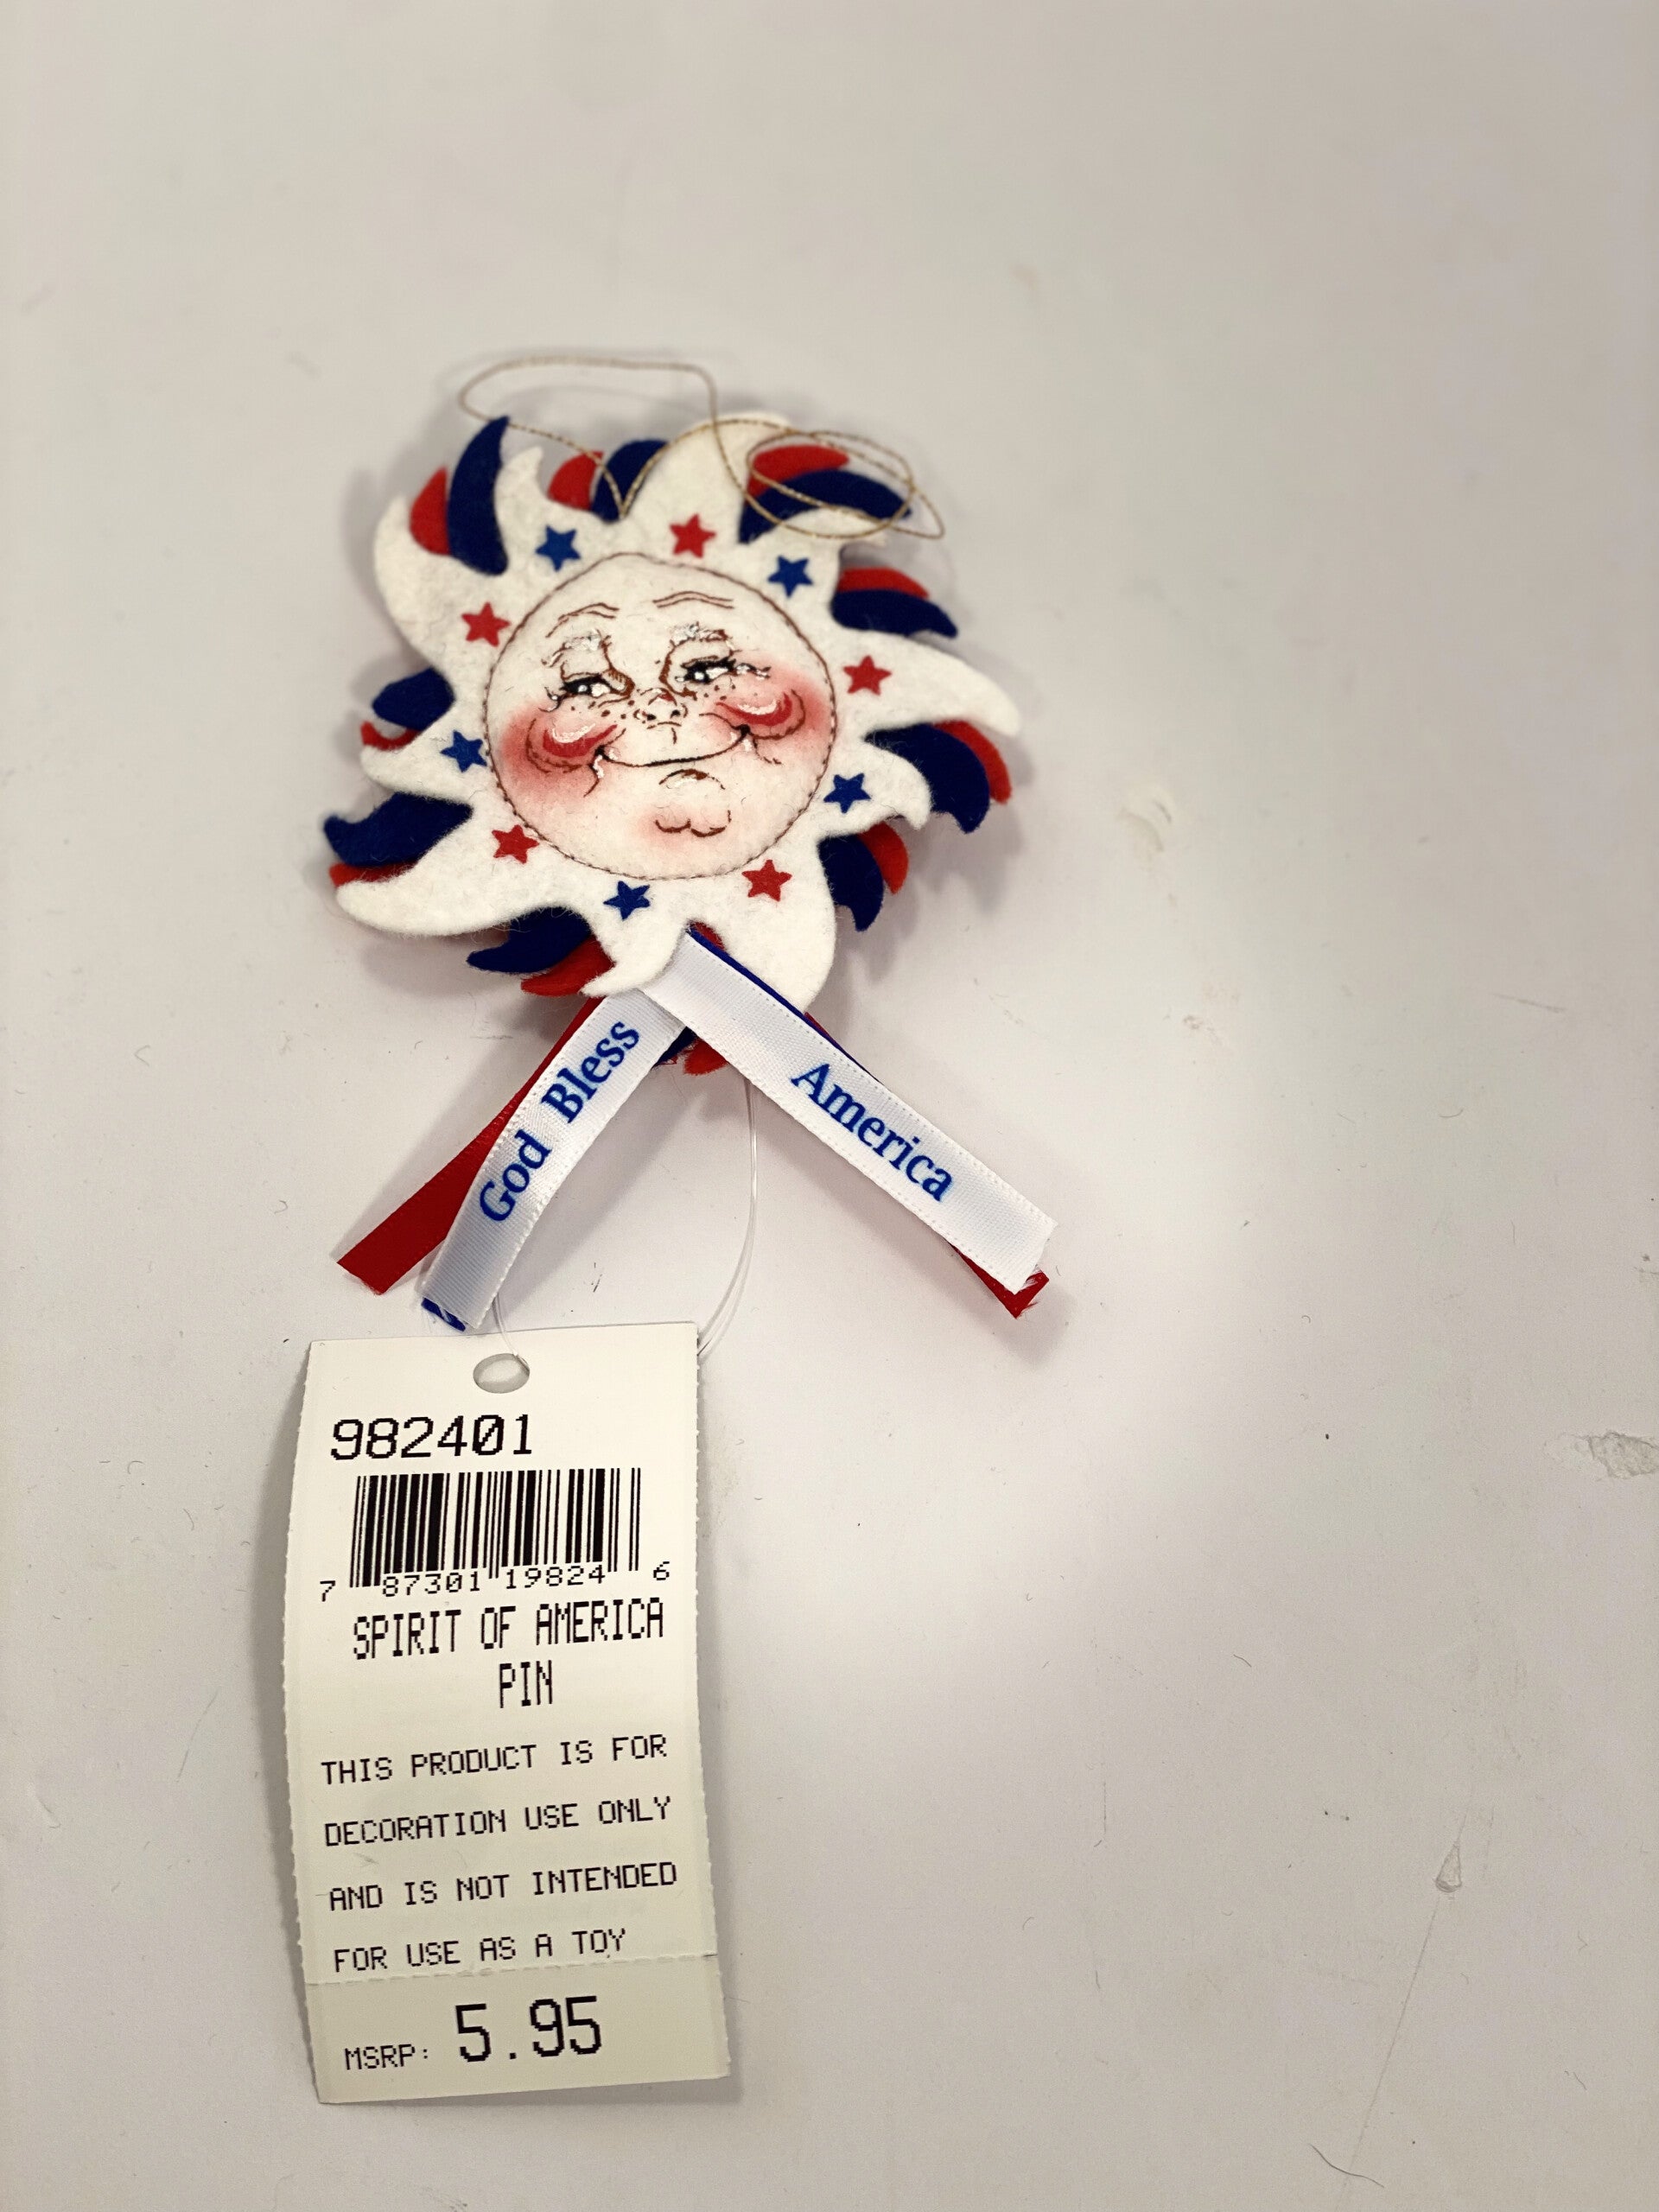 God Bless
America
982401
7 87301 19824 6
SPIRIT OF AMERICA
PIN
THIS PRODUCT IS FOR
DECORATION USE ONLY
AND IS NOT INTENDED
FOR USE AS A TOY
MSRP: 5.95